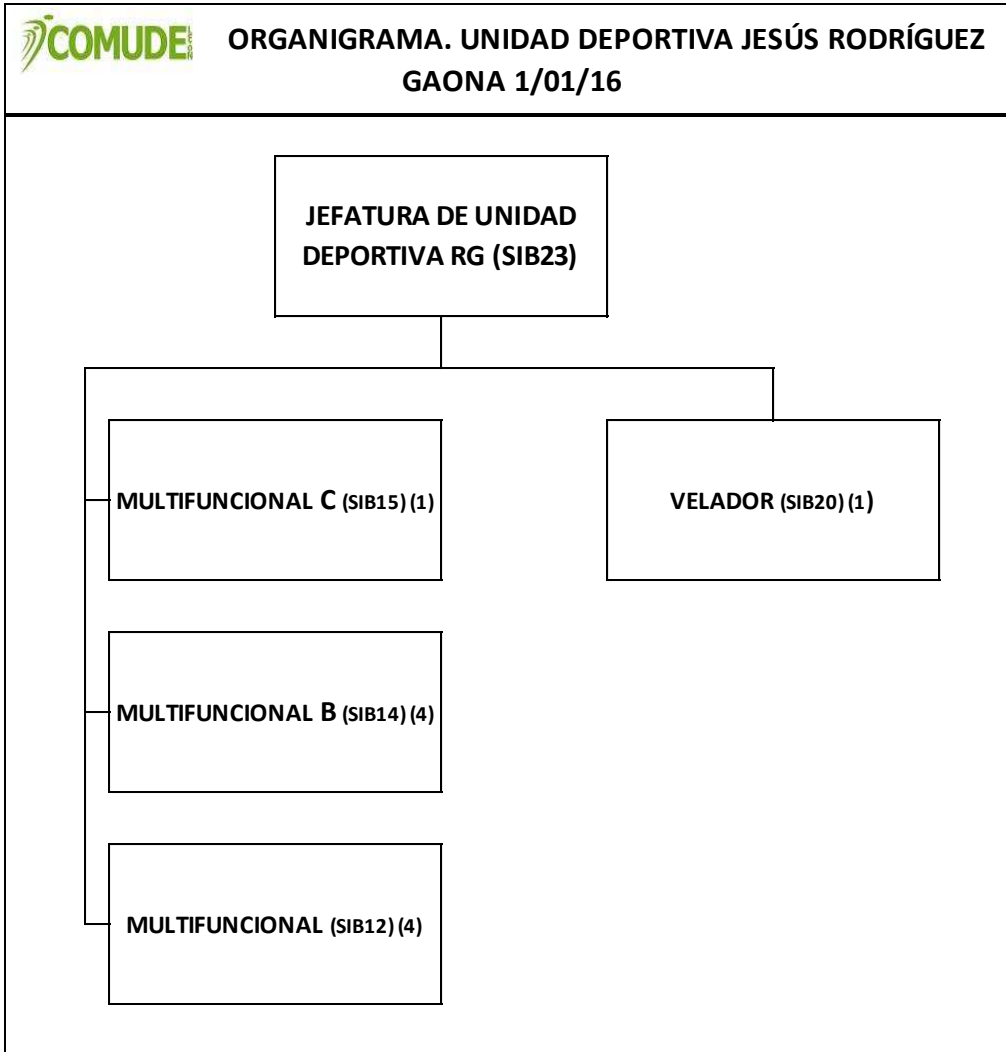 COMUDE
LEÓN
ORGANIGRAMA. UNIDAD DEPORTIVA JESÚS RODRÍGUEZ
GAONA 1/01/16
JEFATURA DE UNIDAD
DEPORTIVA RG (SIB23)
MULTIFUNCIONAL C (SIB15) (1)
VELADOR (SIB20) (1)
MULTIFUNCIONAL B (SIB14) (4)
MULTIFUNCIONAL (SIB12) (4)